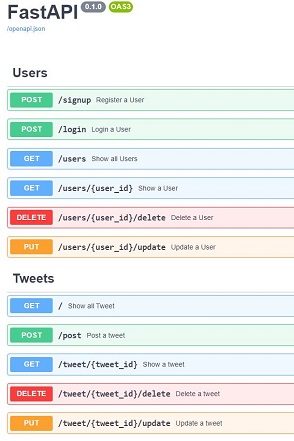 FastAPI 0.1.0 OAS3
/openapi.json
Users
POST /signup Register a User
POST /login Login a User
GET /users Show all Users
GET /users/{user_id} Show a User
DELETE /users/{user_id}/delete Delete a User
PUT /users/{user_id}/update Update a User
Tweets
GET / Show all Tweet
POST /post Post a tweet
GET /tweet/{tweet_id} Show a tweet
DELETE /tweet/{tweet_id}/delete Delete a tweet
PUT /tweet/{tweet_id}/update Update a tweet